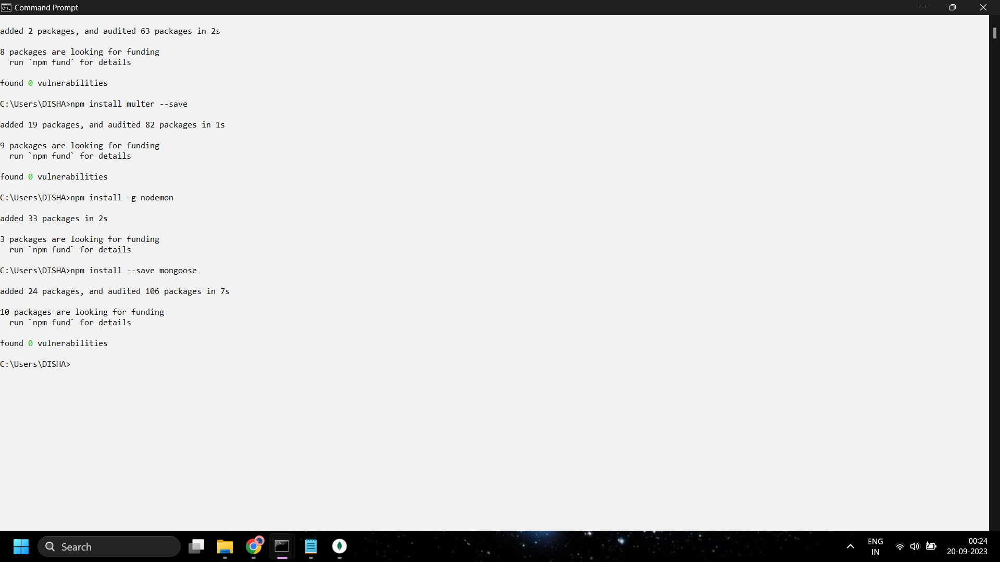 Command Prompt
added 2 packages, and audited 63 packages in 2s
8 packages are looking for funding
  run `npm fund` for details
found 0 vulnerabilities
C:\Users\DISHA>npm install multer --save
added 19 packages, and audited 82 packages in 1s
9 packages are looking for funding
  run `npm fund` for details
found 0 vulnerabilities
C:\Users\DISHA>npm install -g nodemon
added 33 packages in 2s
3 packages are looking for funding
  run `npm fund` for details
C:\Users\DISHA>npm install --save mongoose
added 24 packages, and audited 106 packages in 7s
10 packages are looking for funding
  run `npm fund` for details
found 0 vulnerabilities
C:\Users\DISHA>
Search
ENG
IN
00:24
20-09-2023